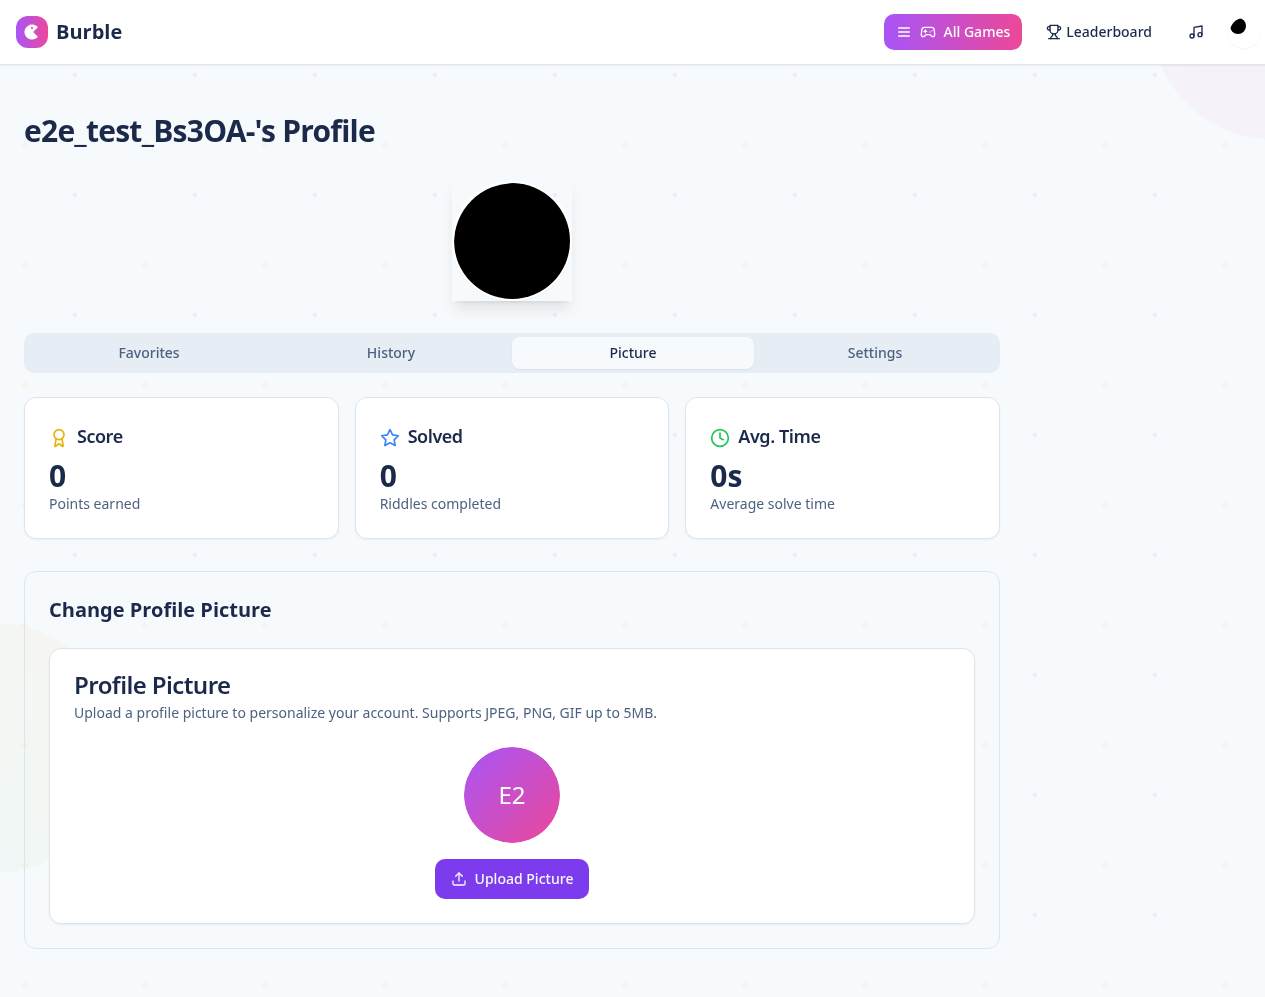 Burble
All Games
Leaderboard
e2e_test_Bs3OA-'s Profile
Favorites
History
Picture
Settings
Score
0
Points earned
Solved
0
Riddles completed
Avg. Time
0s
Average solve time
Change Profile Picture
Profile Picture
Upload a profile picture to personalize your account. Supports JPEG, PNG, GIF up to 5MB.
E2
Upload Picture